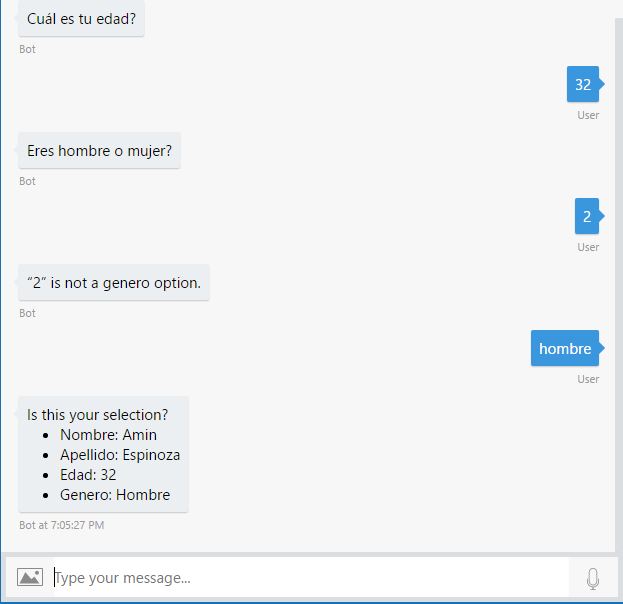 Cuál es tu edad?
Bot
32
User
Eres hombre o mujer?
Bot
2
User
“2” is not a genero option.
Bot
hombre
User
Is this your selection?
• Nombre: Amin
• Apellido: Espinoza
• Edad: 32
• Genero: Hombre
Bot at 7:05:27 PM
Type your message...